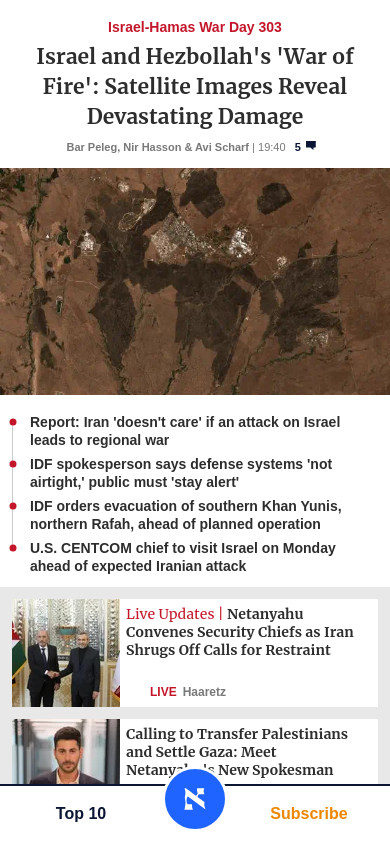 Israel-Hamas War Day 303
Israel and Hezbollah's 'War of
Fire': Satellite Images Reveal
Devastating Damage
Bar Peleg, Nir Hasson & Avi Scharf | 19:40 5
Report: Iran 'doesn't care' if an attack on Israel
leads to regional war
IDF spokesperson says defense systems 'not
airtight,' public must 'stay alert'
IDF orders evacuation of southern Khan Yunis,
northern Rafah, ahead of planned operation
U.S. CENTCOM chief to visit Israel on Monday
ahead of expected Iranian attack
Live Updates | Netanyahu
Convenes Security Chiefs as Iran
Shrugs Off Calls for Restraint
LIVE Haaretz
Calling to Transfer Palestinians
and Settle Gaza: Meet
Netanyahu's New Spokesman
Top 10
Subscribe